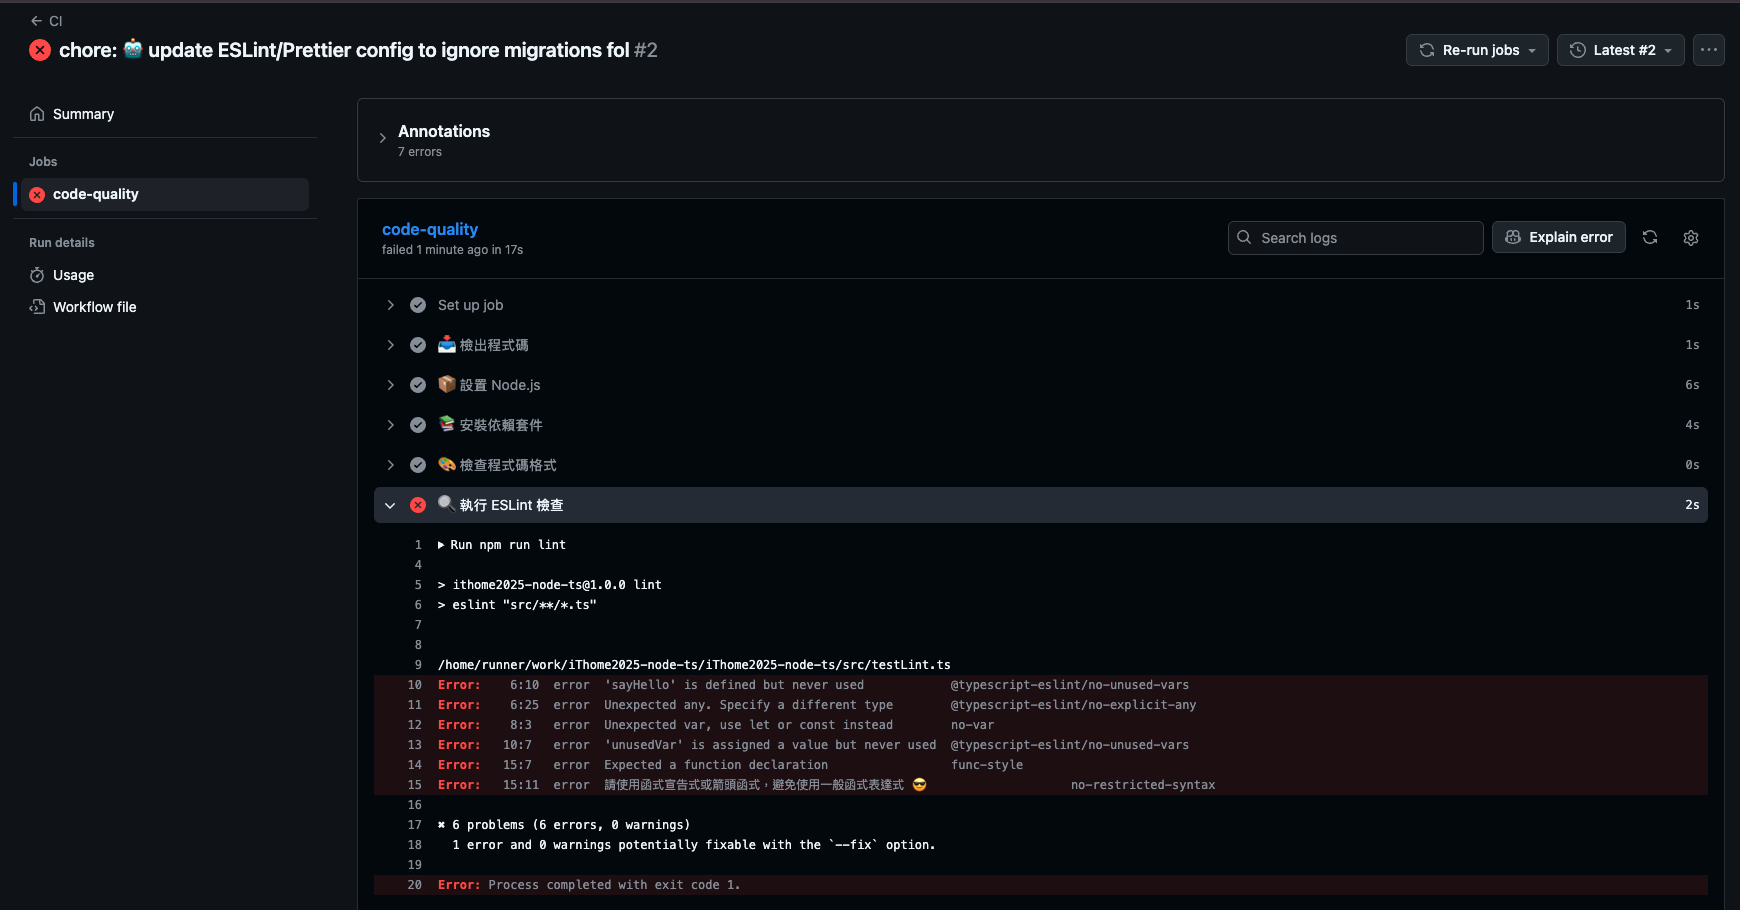 ← CI
chore: 🤖 update ESLint/Prettier config to ignore migrations fol #2
Re-run jobs
Latest #2
Summary
Jobs
code-quality
Run details
Usage
Workflow file
Annotations
7 errors
code-quality
failed 1 minute ago in 17s
Search logs
Explain error
Set up job 1s
📥 檢出程式碼 1s
📦 設置 Node.js 6s
📚 安裝依賴套件 4s
🎨 檢查程式碼格式 0s
🔍 執行 ESLint 檢查 2s
1 ▶ Run npm run lint
4
5 > ithome2025-node-ts@1.0.0 lint
6 > eslint "src/**/*.ts"
7
8
9 /home/runner/work/iThome2025-node-ts/iThome2025-node-ts/src/testLint.ts
10 Error: 6:10 error 'sayHello' is defined but never used @typescript-eslint/no-unused-vars
11 Error: 6:25 error Unexpected any. Specify a different type @typescript-eslint/no-explicit-any
12 Error: 8:3 error Unexpected var, use let or const instead no-var
13 Error: 10:7 error 'unusedVar' is assigned a value but never used @typescript-eslint/no-unused-vars
14 Error: 15:7 error Expected a function declaration func-style
15 Error: 15:11 error 請使用函式宣告式或箭頭函式，避免使用一般函式表達式 😎 no-restricted-syntax
16
17 ✖ 6 problems (6 errors, 0 warnings)
18 1 error and 0 warnings potentially fixable with the `--fix` option.
19
20 Error: Process completed with exit code 1.